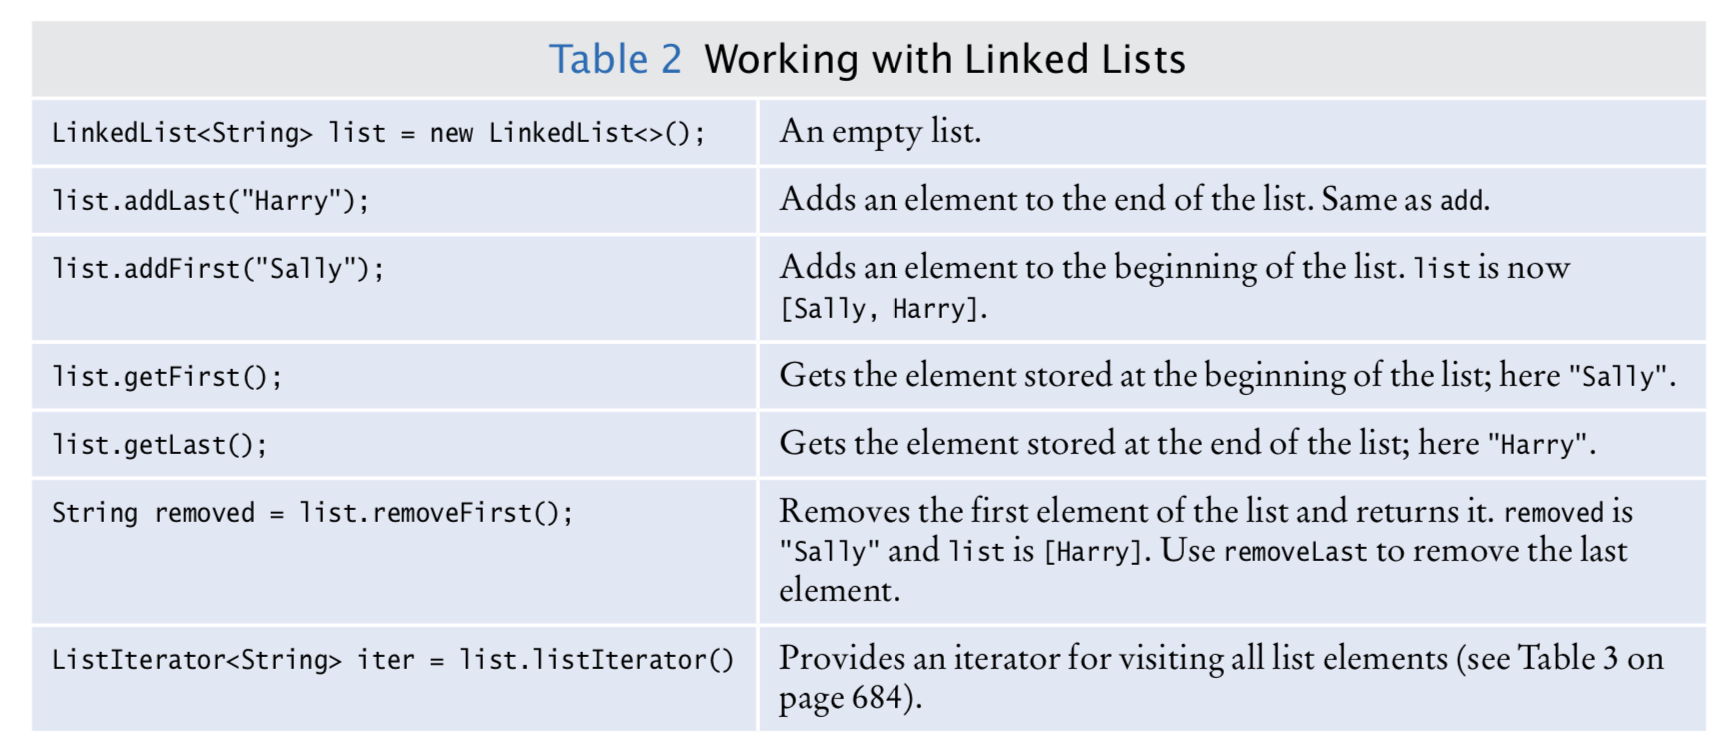 Table 2 Working with Linked Lists
LinkedList<String> list = new LinkedList<>();
An empty list.
list.addLast("Harry");
Adds an element to the end of the list. Same as add.
list.addFirst("Sally");
Adds an element to the beginning of the list. list is now
[Sally, Harry].
list.getFirst();
Gets the element stored at the beginning of the list; here "Sally".
list.getLast();
Gets the element stored at the end of the list; here "Harry".
String removed = list.removeFirst();
Removes the first element of the list and returns it. removed is
"Sally" and list is [Harry]. Use removeLast to remove the last
element.
ListIterator<String> iter = list.listIterator()
Provides an iterator for visiting all list elements (see Table 3 on
page 684).